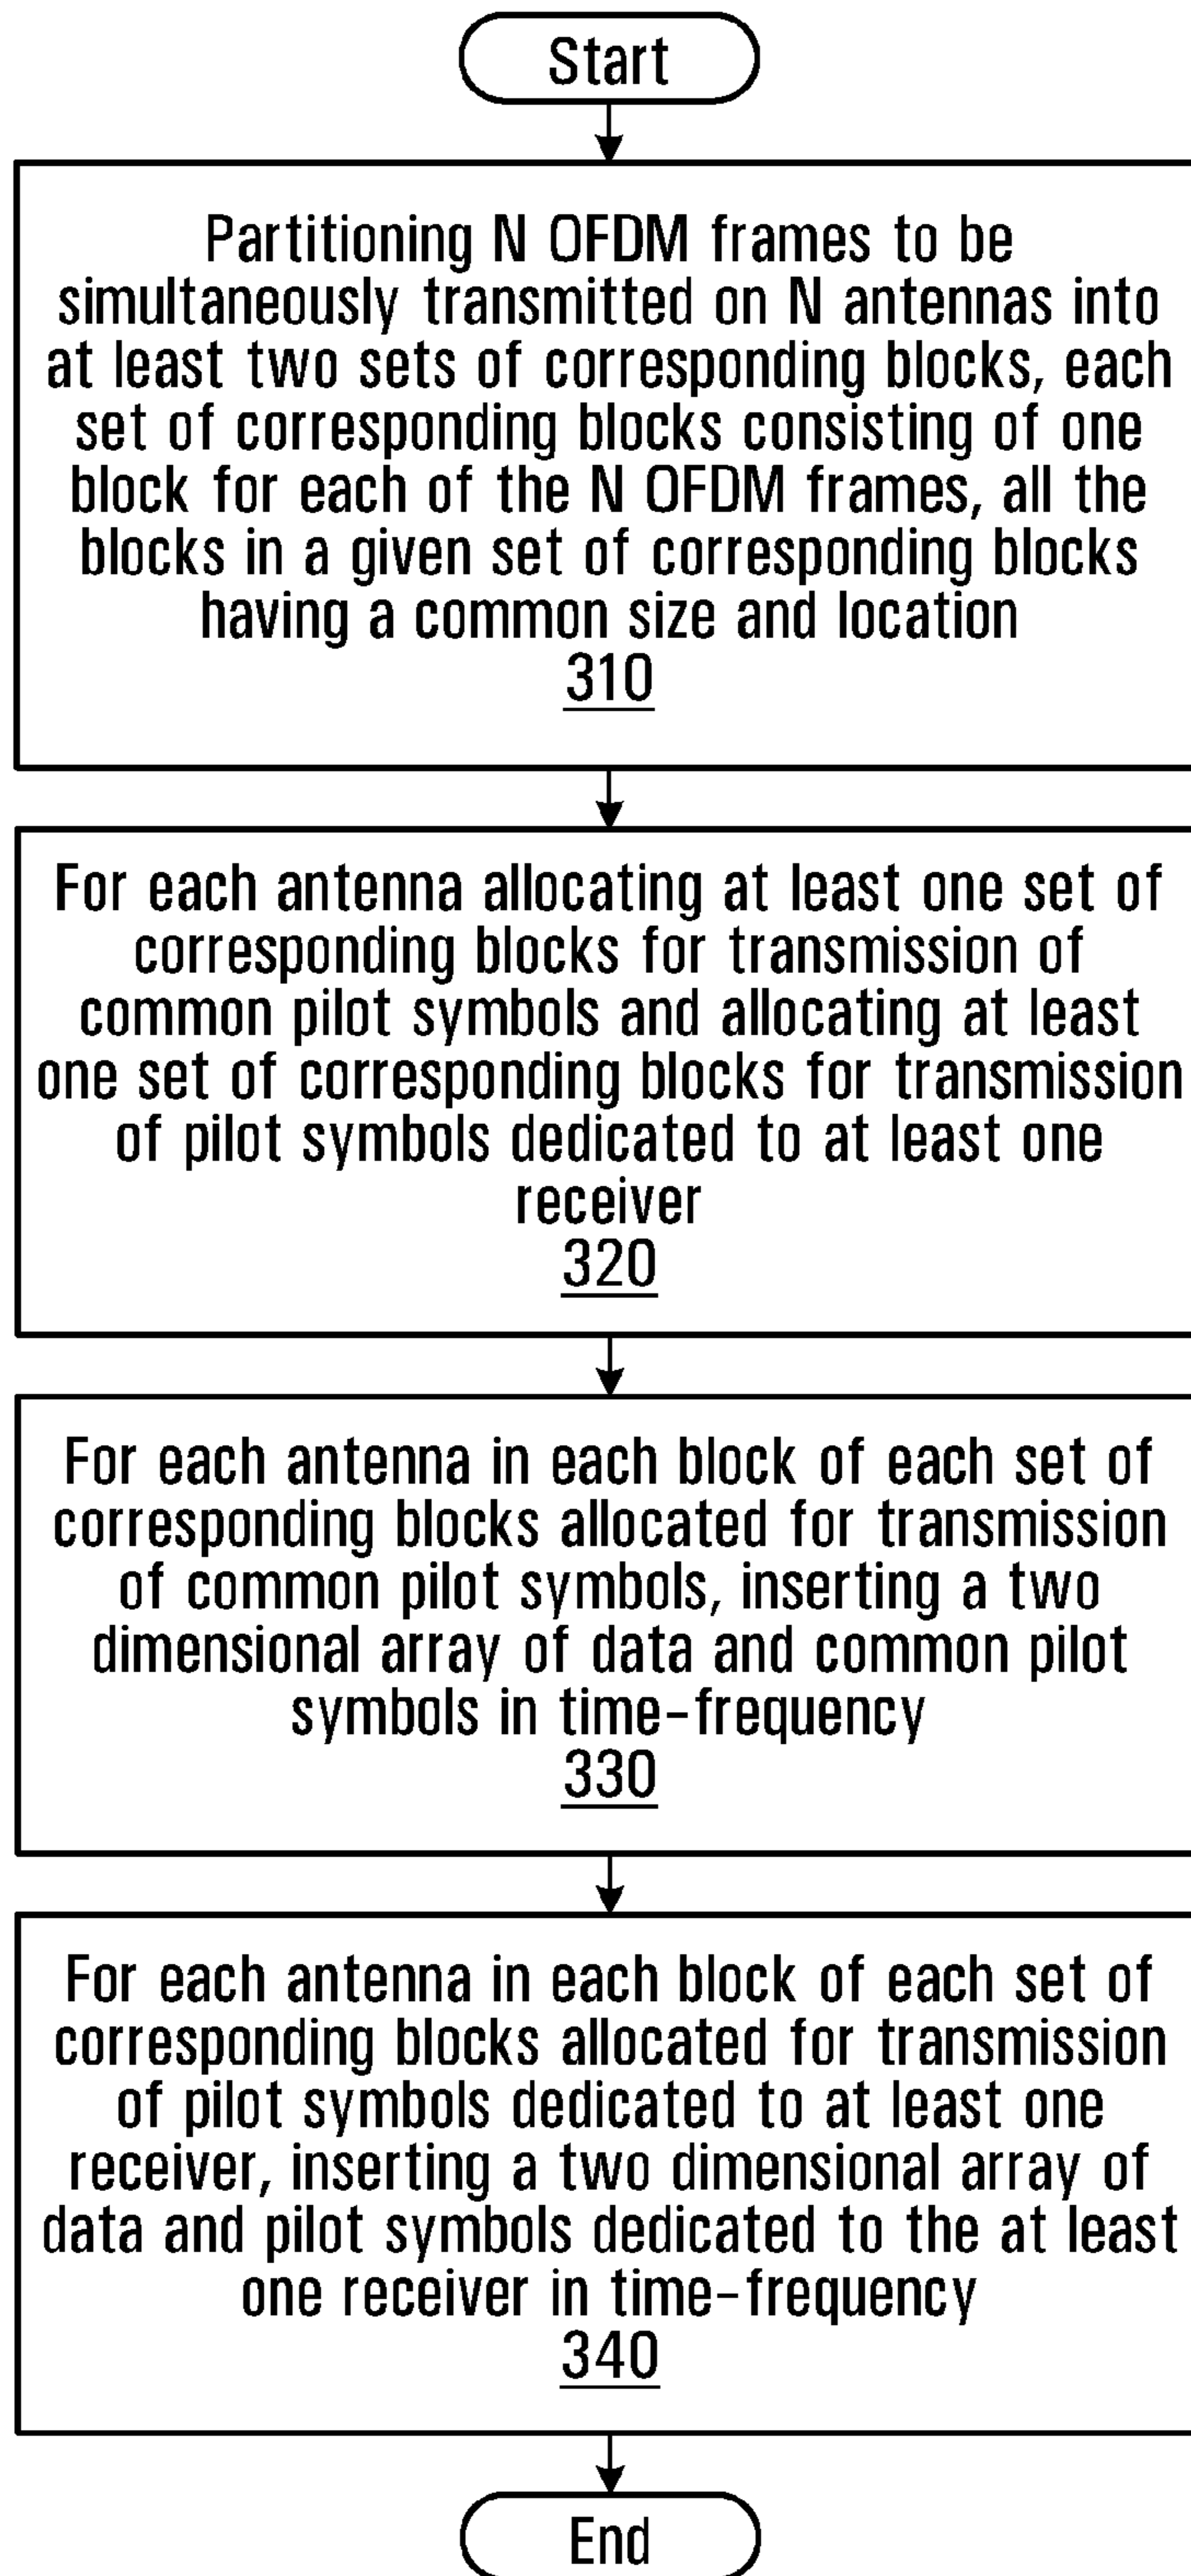 Start
Partitioning N OFDM frames to be
simultaneously transmitted on N antennas into
at least two sets of corresponding blocks, each
set of corresponding blocks consisting of one
block for each of the N OFDM frames, all the
blocks in a given set of corresponding blocks
having a common size and location
310
For each antenna allocating at least one set of
corresponding blocks for transmission of
common pilot symbols and allocating at least
one set of corresponding blocks for transmission
of pilot symbols dedicated to at least one
receiver
320
For each antenna in each block of each set of
corresponding blocks allocated for transmission
of common pilot symbols, inserting a two
dimensional array of data and common pilot
symbols in time-frequency
330
For each antenna in each block of each set of
corresponding blocks allocated for transmission
of pilot symbols dedicated to at least one
receiver, inserting a two dimensional array of
data and pilot symbols dedicated to the at least
one receiver in time-frequency
340
End